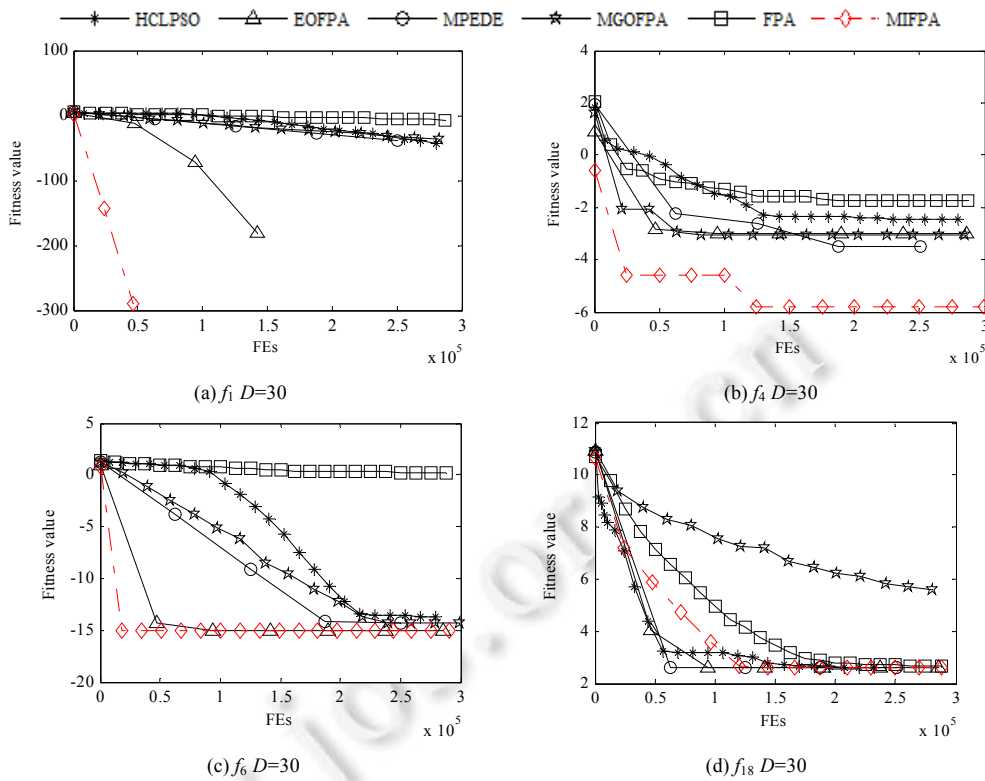 HCLPSO EOFPA MPEDE MGOFPA FPA MIFPA
100
0
-100
-200
-300
Fitness value
0 0.5 1 1.5 2 2.5 3
FEs
x 10^5
(a) f1 D=30
4
2
0
-2
-4
-6
Fitness value
0 0.5 1 1.5 2 2.5 3
FEs
x 10^5
(b) f4 D=30
5
0
-5
-10
-15
-20
Fitness value
0 0.5 1 1.5 2 2.5 3
FEs
x 10^5
(c) f6 D=30
12
10
8
6
4
2
Fitness value
0 0.5 1 1.5 2 2.5 3
FEs
x 10^5
(d) f18 D=30